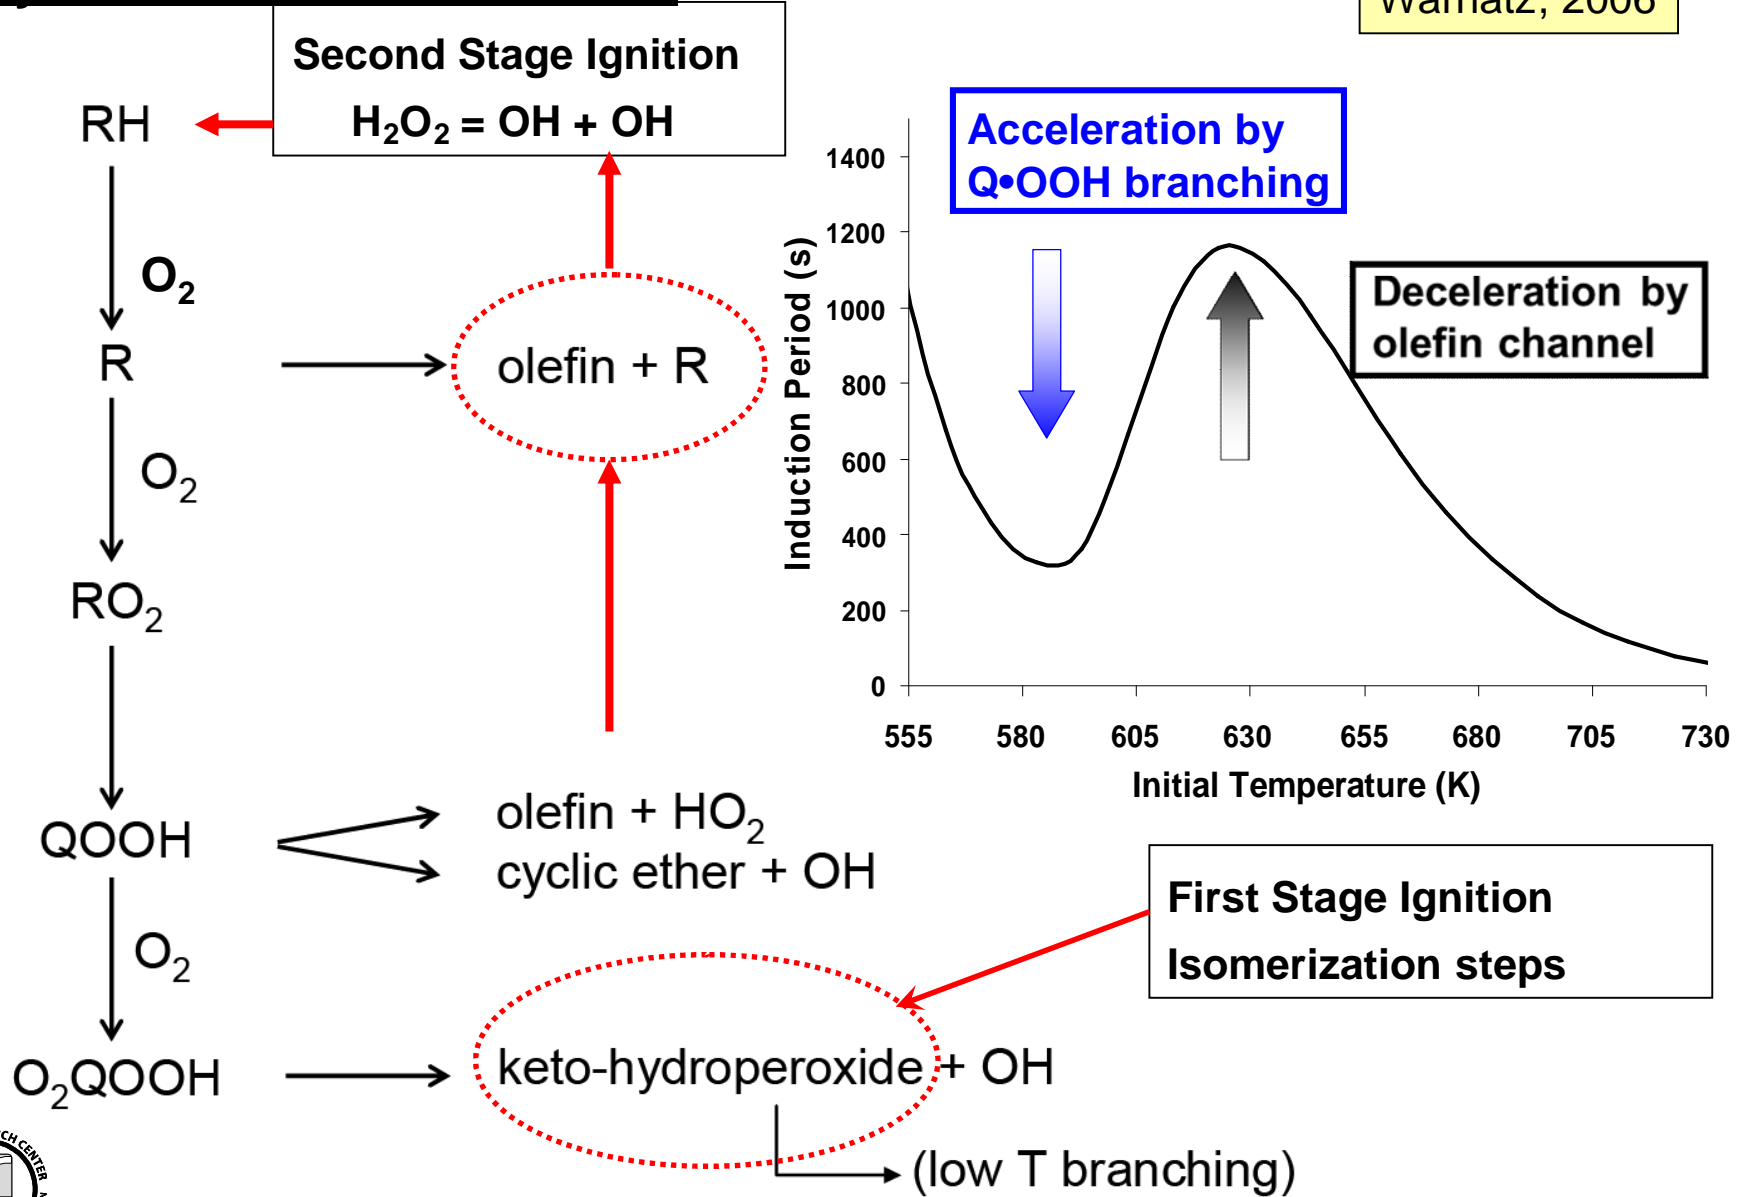 Warnatz, 2006
Second Stage Ignition
H₂O₂ = OH + OH
RH
O₂
R
olefin + R
O₂
RO₂
QOOH
olefin + HO₂
cyclic ether + OH
O₂
O₂QOOH
keto-hydroperoxide + OH
(low T branching)
Acceleration by
Q•OOH branching
Deceleration by
olefin channel
Induction Period (s)
1400
1200
1000
800
600
400
200
0
555 580 605 630 655 680 705 730
Initial Temperature (K)
First Stage Ignition
Isomerization steps
CH CENTER